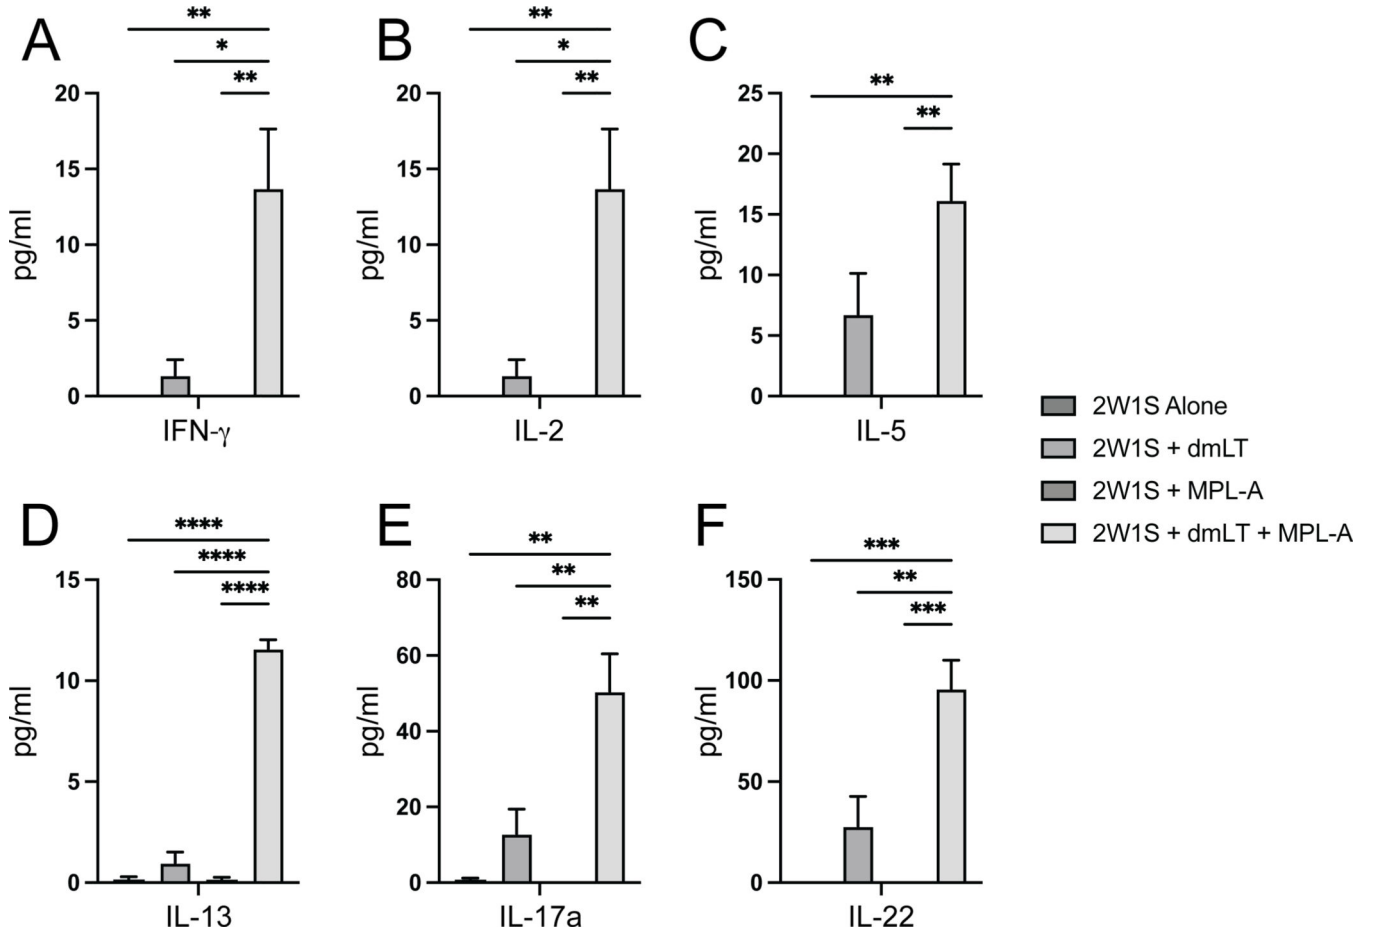 A
**
*
**
20
15
10
5
0
pg/ml
IFN-γ
B
**
*
**
20
15
10
5
0
pg/ml
IL-2
C
**
**
25
20
15
10
5
0
pg/ml
IL-5
2W1S Alone
2W1S + dmLT
2W1S + MPL-A
2W1S + dmLT + MPL-A
D
****
****
****
15
10
5
0
pg/ml
IL-13
E
**
**
**
80
60
40
20
0
pg/ml
IL-17a
F
***
**
***
150
100
50
0
pg/ml
IL-22